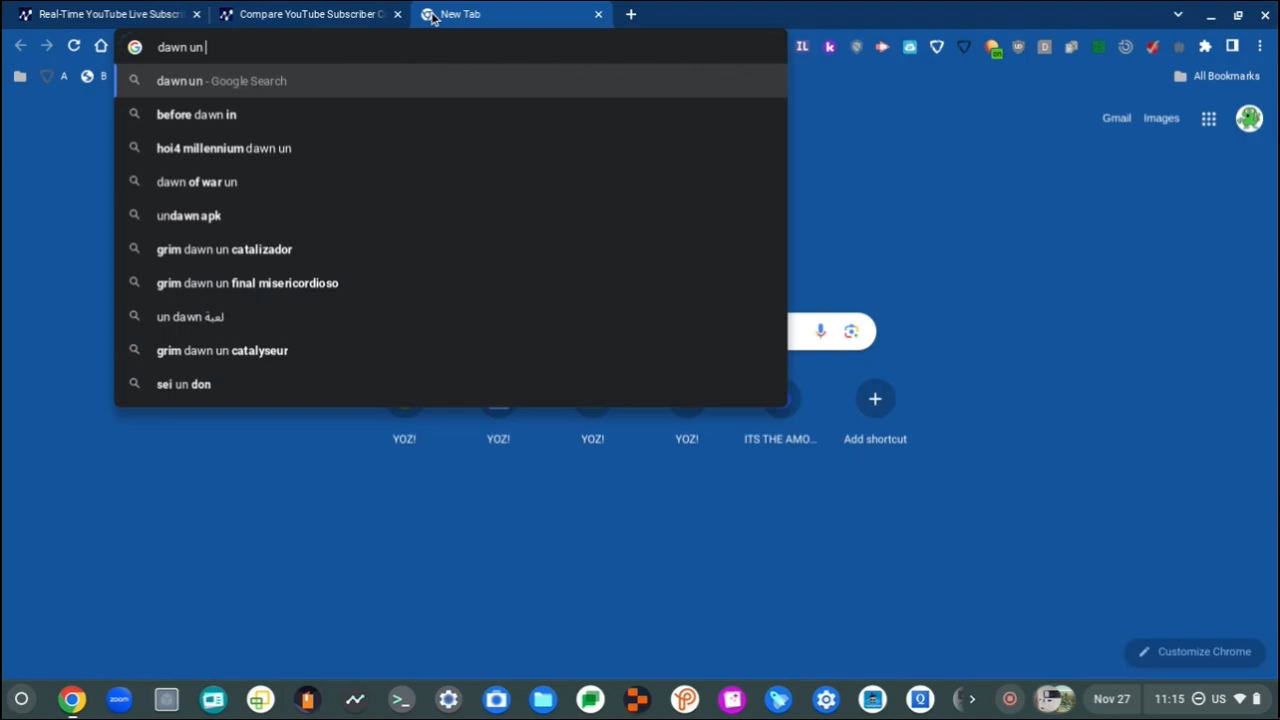 Real-Time YouTube Live Subscri
Compare YouTube Subscriber C
New Tab
dawn un
A
B
All Bookmarks
dawn un - Google Search
before dawn in
hoi4 millennium dawn un
dawn of war un
undawn apk
grim dawn un catalizador
grim dawn un final misericordioso
un dawn لعبة
grim dawn un catalyseur
sei un don
Gmail
Images
YOZ!
YOZ!
YOZ!
YOZ!
ITS THE AMO...
Add shortcut
Customize Chrome
zoom
Nov 27
11:15
US